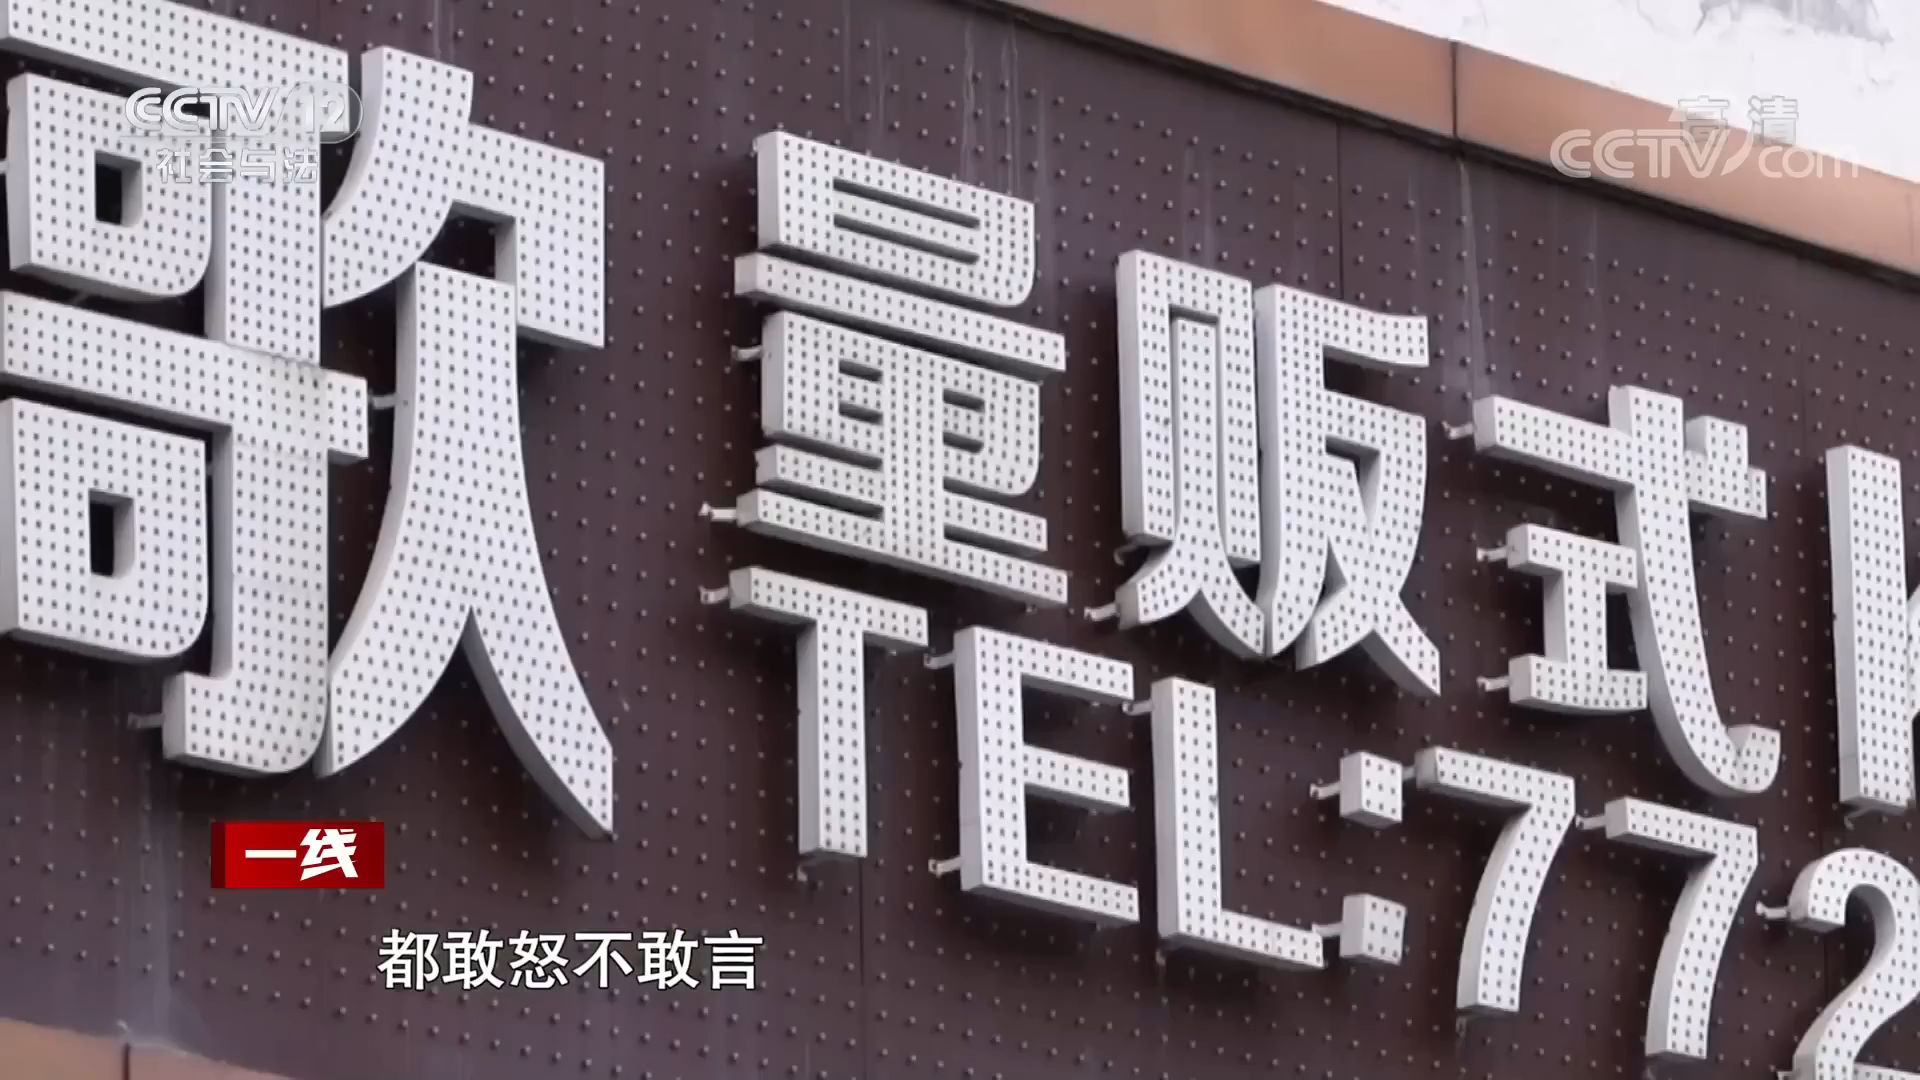 CCTV 12
社会与法
高清
CCTV.com
歌 量贩式K
TEL:772
一线
都敢怒不敢言